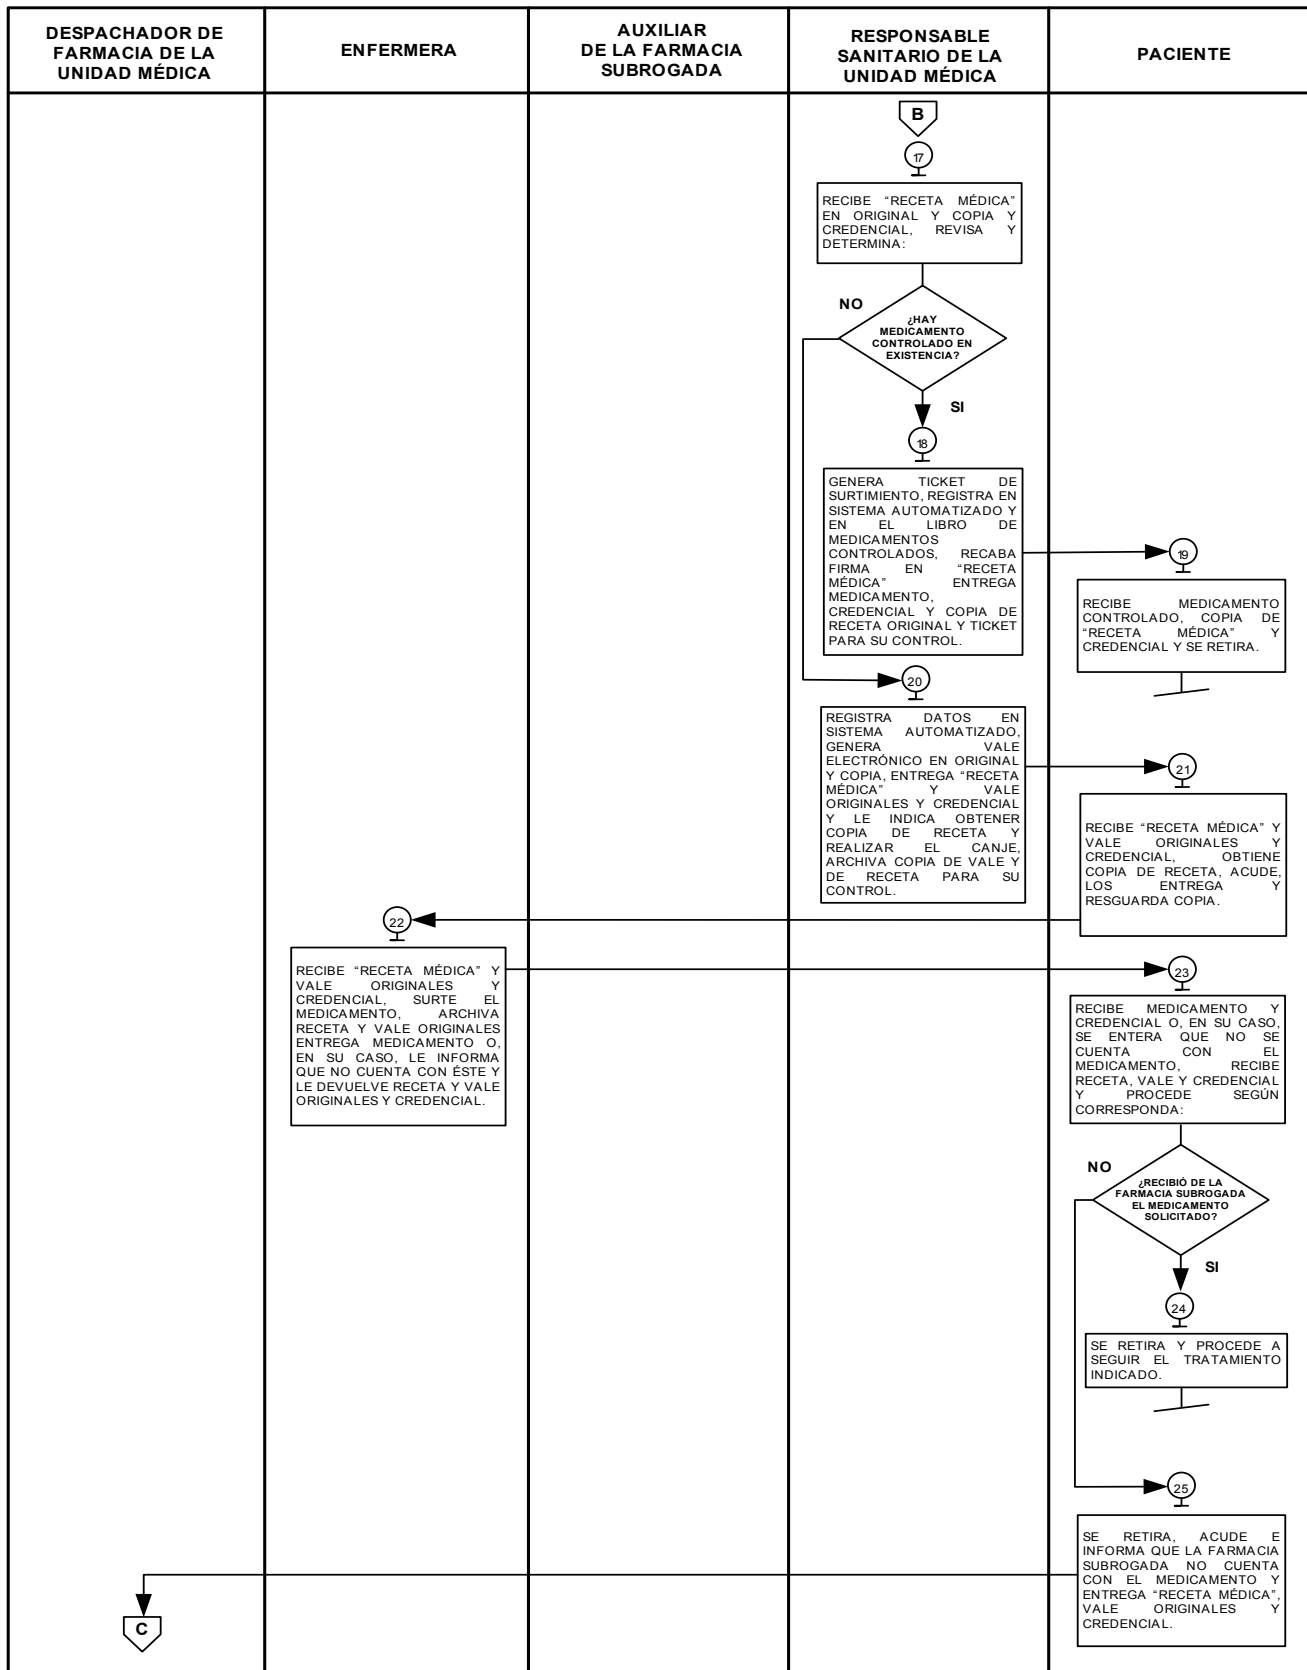 DESPACHADOR DE
FARMACIA DE LA
UNIDAD MÉDICA
ENFERMERA
AUXILIAR
DE LA FARMACIA
SUBROGADA
RESPONSABLE
SANITARIO DE LA
UNIDAD MÉDICA
PACIENTE
B
17
RECIBE “RECETA MÉDICA”
EN ORIGINAL Y COPIA Y
CREDENCIAL, REVISA Y
DETERMINA:
NO
¿HAY
MEDICAMENTO
CONTROLADO EN
EXISTENCIA?
SI
18
GENERA TICKET DE
SURTIMIENTO, REGISTRA EN
SISTEMA AUTOMATIZADO Y
EN EL LIBRO DE
MEDICAMENTOS
CONTROLADOS, RECABA
FIRMA EN “RECETA
MÉDICA” ENTREGA
MEDICAMENTO,
CREDENCIAL Y COPIA DE
RECETA ORIGINAL Y TICKET
PARA SU CONTROL.
19
RECIBE MEDICAMENTO
CONTROLADO, COPIA DE
“RECETA MÉDICA” Y
CREDENCIAL Y SE RETIRA.
20
REGISTRA DATOS EN
SISTEMA AUTOMATIZADO,
GENERA VALE
ELECTRÓNICO EN ORIGINAL
Y COPIA, ENTREGA “RECETA
MÉDICA” Y VALE
ORIGINALES Y CREDENCIAL
Y LE INDICA OBTENER
COPIA DE RECETA Y
REALIZAR EL CANJE,
ARCHIVA COPIA DE VALE Y
DE RECETA PARA SU
CONTROL.
21
RECIBE “RECETA MÉDICA” Y
VALE ORIGINALES Y
CREDENCIAL, OBTIENE
COPIA DE RECETA, ACUDE,
LOS ENTREGA Y
RESGUARDA COPIA.
22
RECIBE “RECETA MÉDICA” Y
VALE ORIGINALES Y
CREDENCIAL, SURTE EL
MEDICAMENTO, ARCHIVA
RECETA Y VALE ORIGINALES
ENTREGA MEDICAMENTO O,
EN SU CASO, LE INFORMA
QUE NO CUENTA CON ÉSTE Y
LE DEVUELVE RECETA Y VALE
ORIGINALES Y CREDENCIAL.
23
RECIBE MEDICAMENTO Y
CREDENCIAL O, EN SU CASO,
SE ENTERA QUE NO SE
CUENTA CON EL
MEDICAMENTO, RECIBE
RECETA, VALE Y CREDENCIAL
Y PROCEDE SEGÚN
CORRESPONDA:
NO
¿RECIBIÓ DE LA
FARMACIA SUBROGADA
EL MEDICAMENTO
SOLICITADO?
SI
24
SE RETIRA Y PROCEDE A
SEGUIR EL TRATAMIENTO
INDICADO.
25
SE RETIRA, ACUDE E
INFORMA QUE LA FARMACIA
SUBROGADA NO CUENTA
CON EL MEDICAMENTO Y
ENTREGA “RECETA MÉDICA”,
VALE ORIGINALES Y
CREDENCIAL.
C